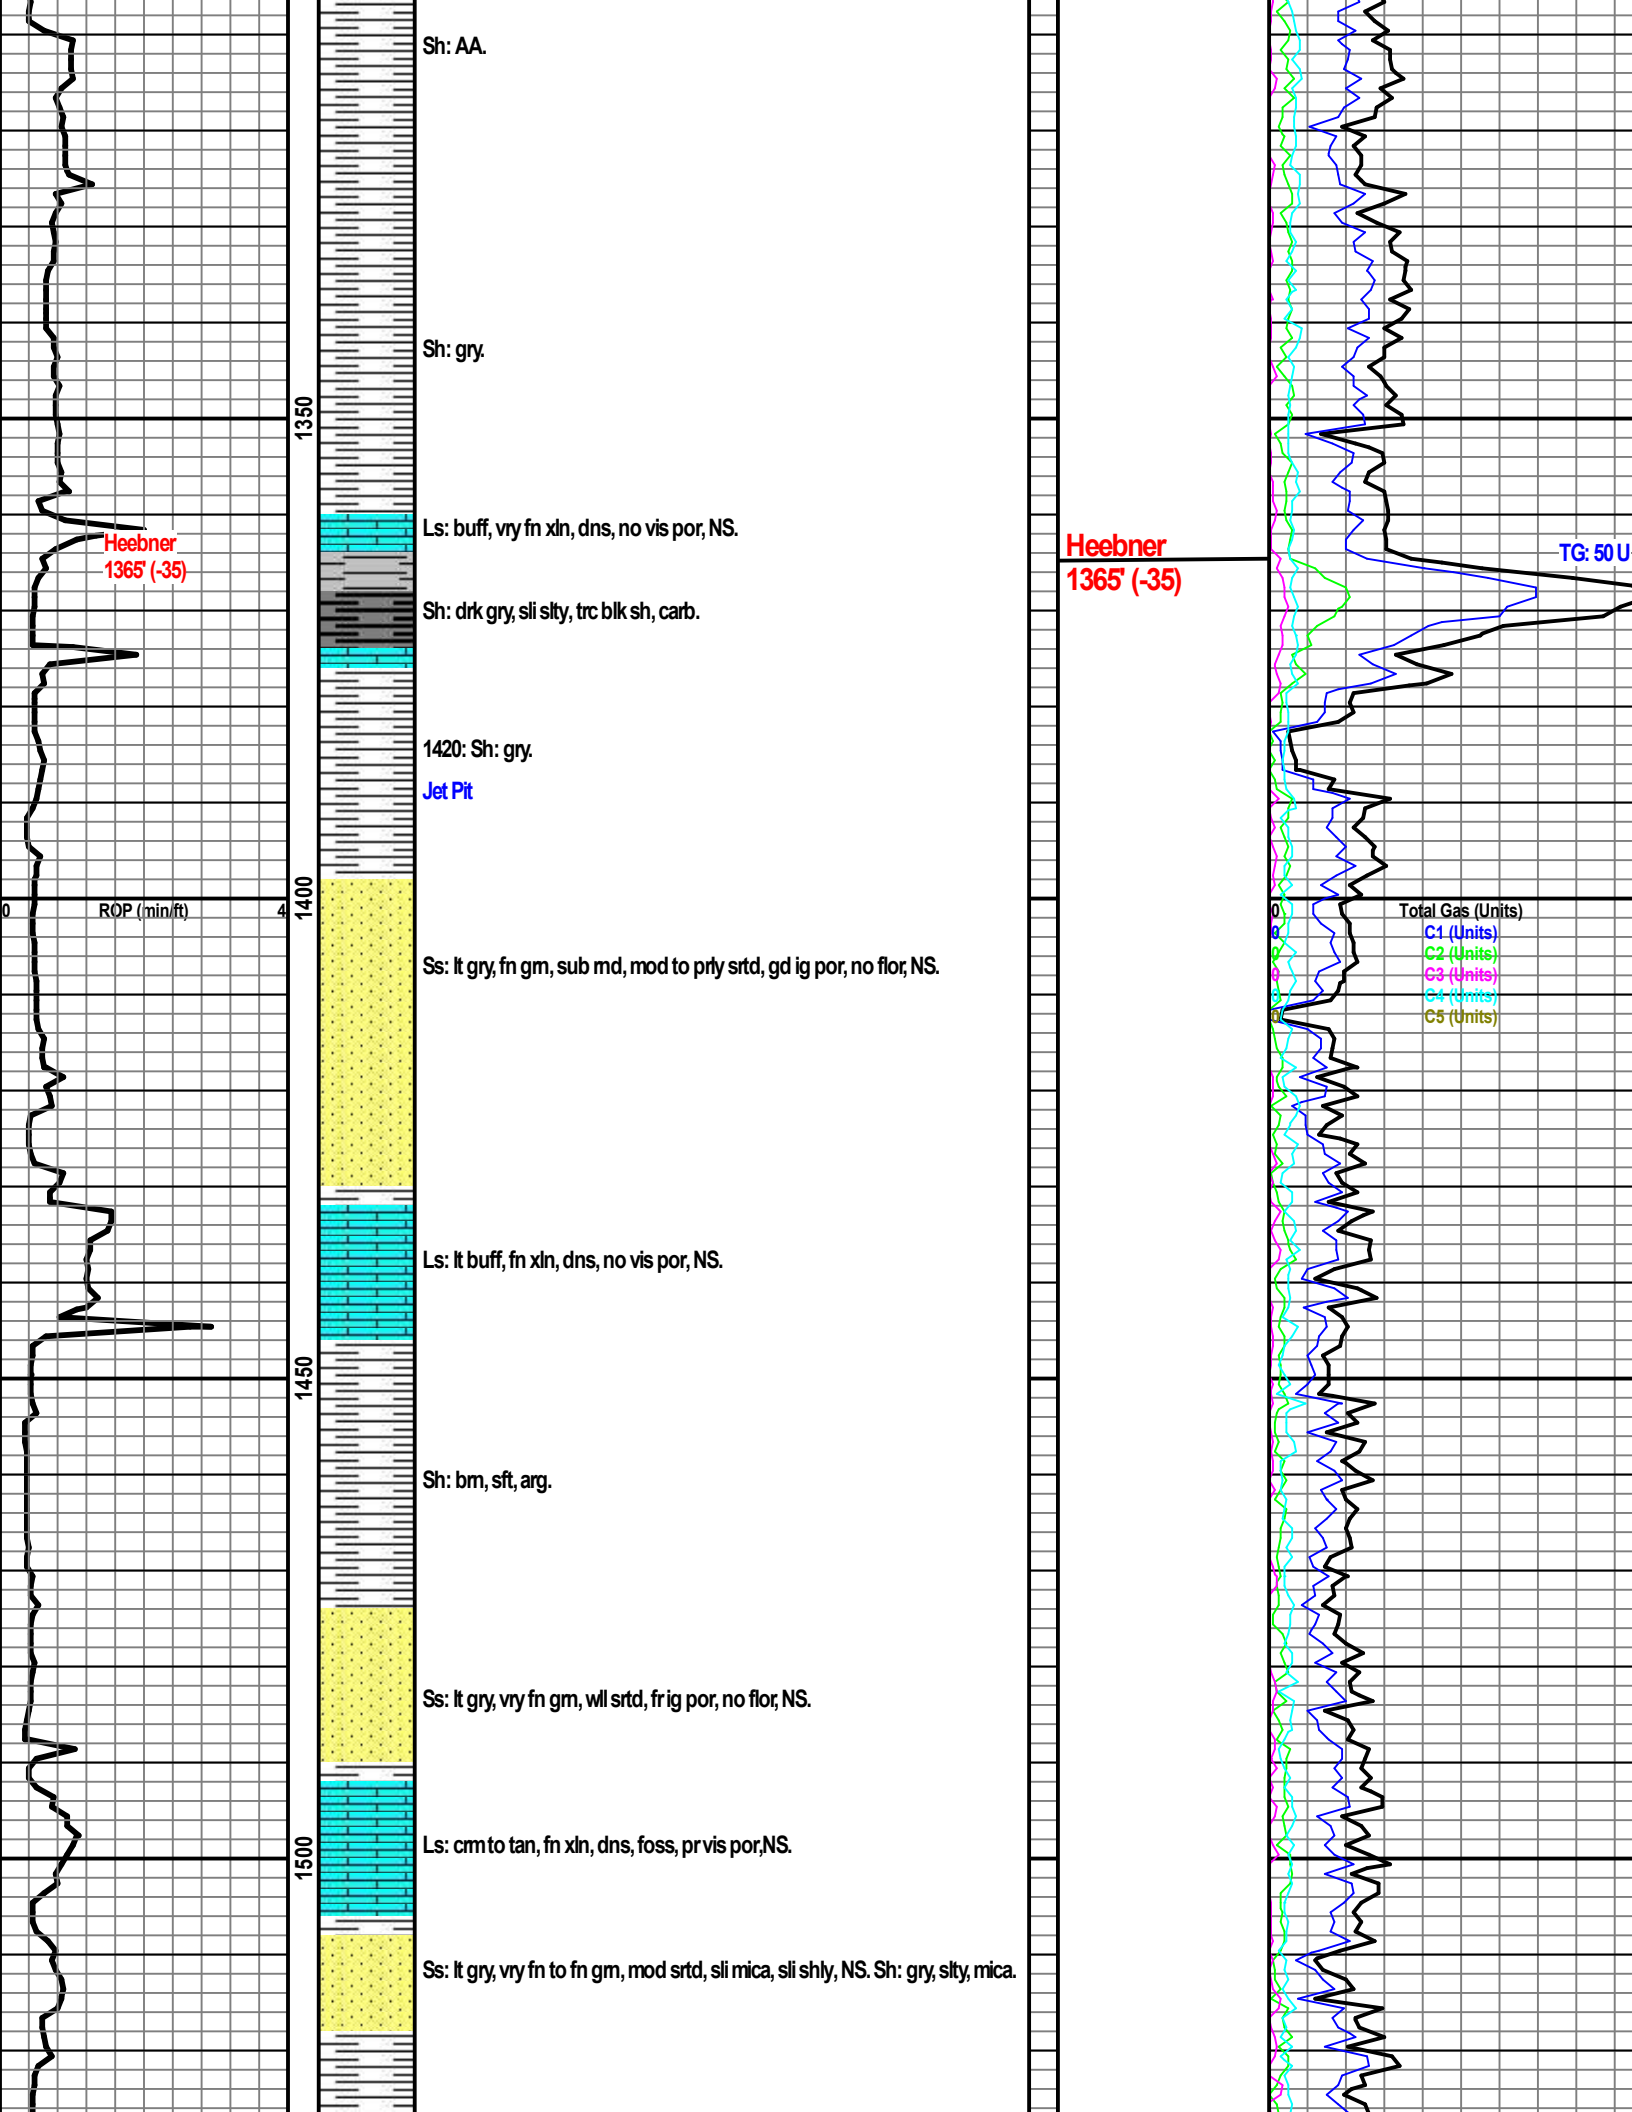 Sh: AA.
Sh: gry.
1350
Ls: buff, vry fn xln, dns, no vis por, NS.
Heebner
1365' (-35)
Heebner
1365' (-35)
TG: 50 U
Sh: drk gry, sli slty, trc blk sh, carb.
1420: Sh: gry.
Jet Pit
1400
0 ROP (min/ft) 4
0 Total Gas (Units)
0 C1 (Units)
0 C2 (Units)
0 C3 (Units)
0 C4 (Units)
0 C5 (Units)
Ss: lt gry, fn grn, sub rnd, mod to prly srtd, gd ig por, no flor, NS.
Ls: lt buff, fn xln, dns, no vis por, NS.
1450
Sh: brn, sft, arg.
Ss: lt gry, vry fn grn, wll srtd, fr ig por, no flor, NS.
1500
Ls: crm to tan, fn xln, dns, foss, pr vis por,NS.
Ss: lt gry, vry fn to fn grn, mod srtd, sli mica, sli shly, NS. Sh: gry, slty, mica.